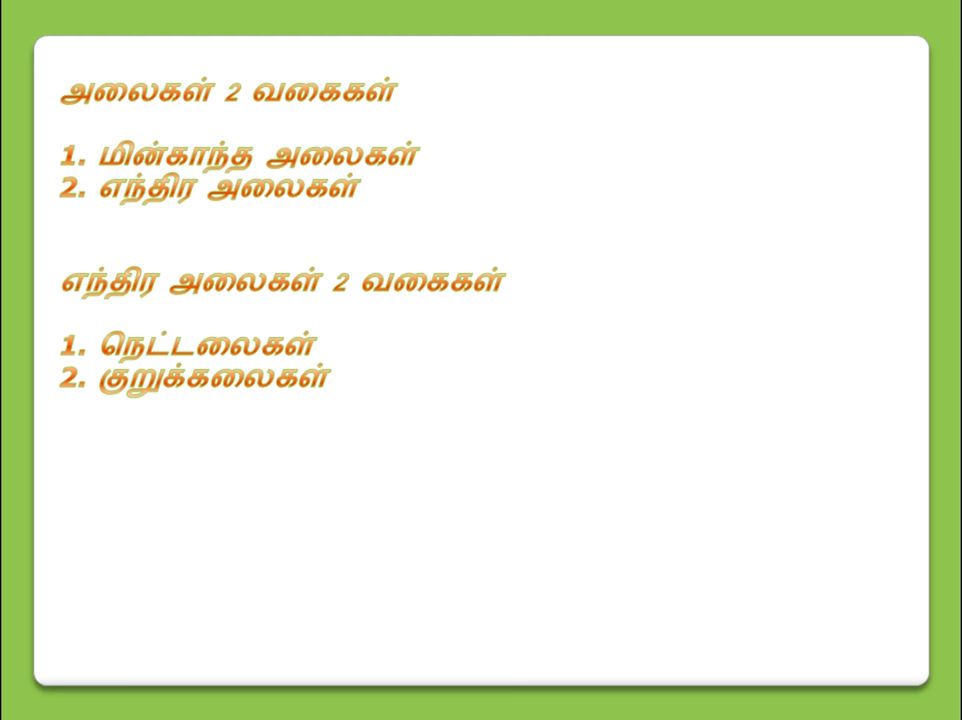 அலைகள் 2 வகைகள்
1. மின்காந்த அலைகள்
2. எந்திர அலைகள்
எந்திர அலைகள் 2 வகைகள்
1. நெட்டலைகள்
2. குறுக்கலைகள்